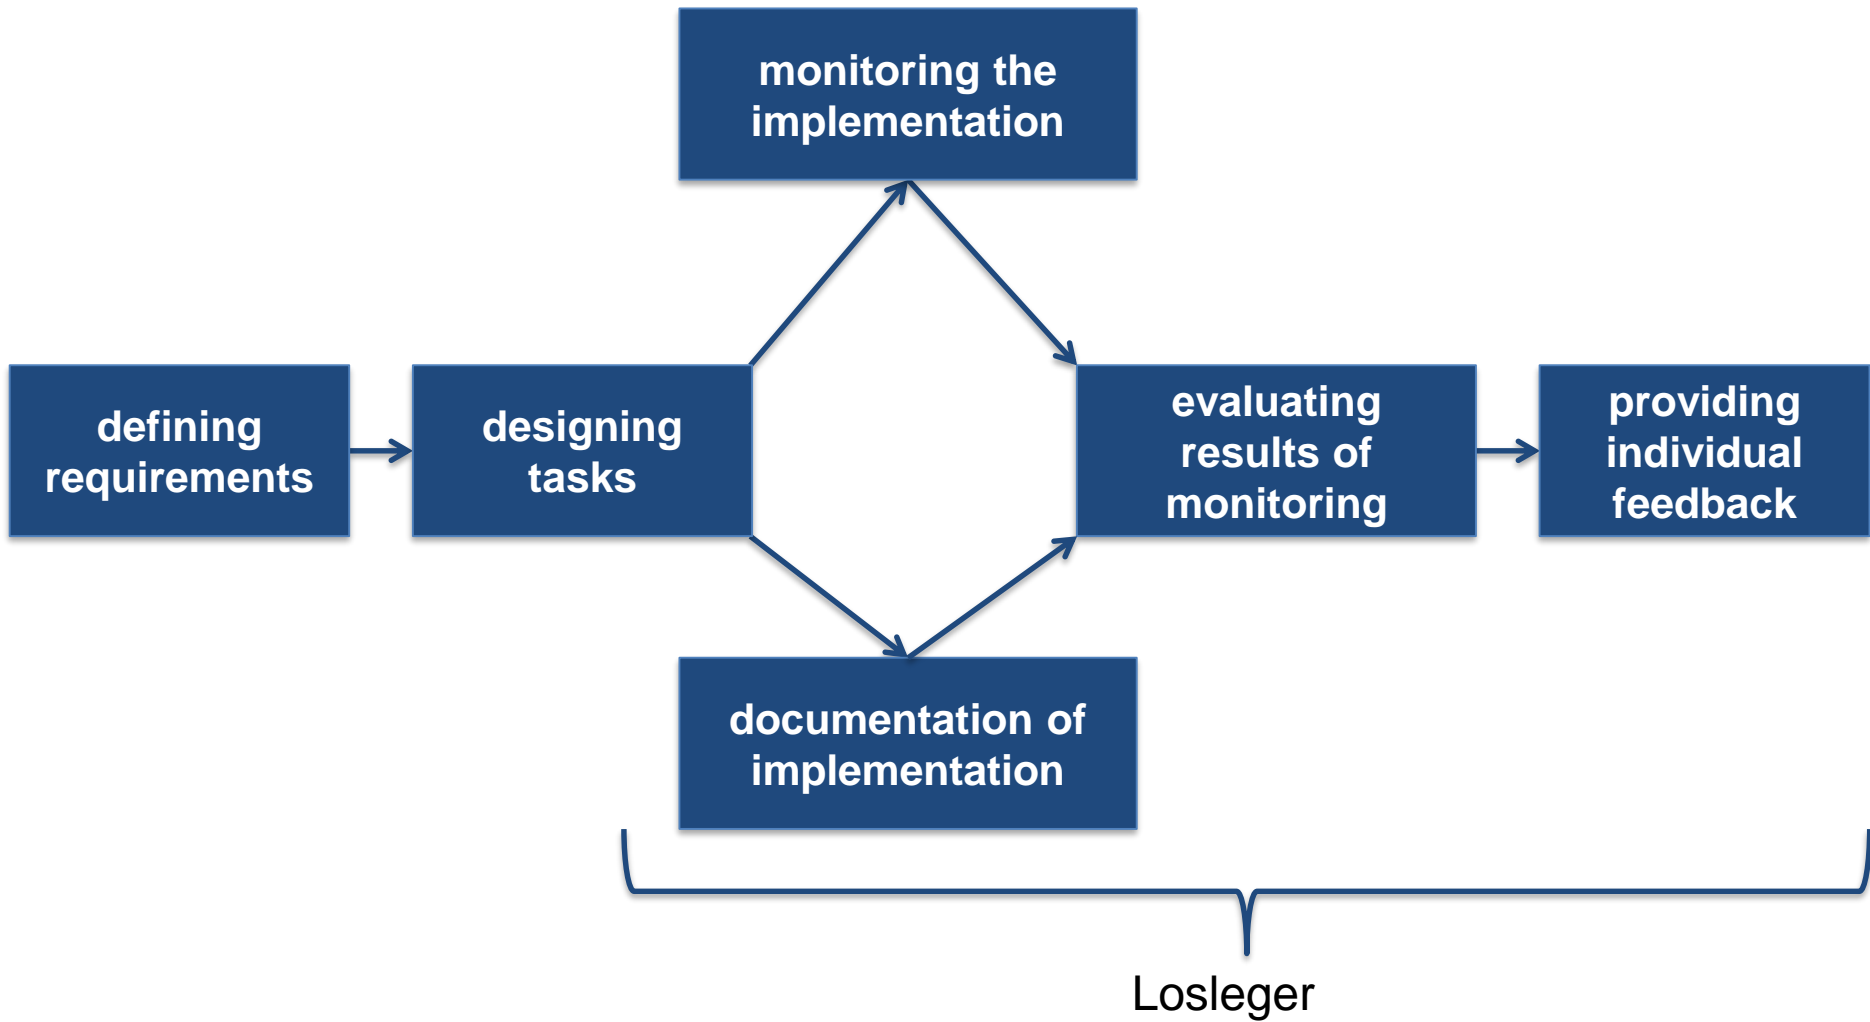 monitoring the
implementation
defining
requirements
designing
tasks
evaluating
results of
monitoring
providing
individual
feedback
documentation of
implementation
Losleger